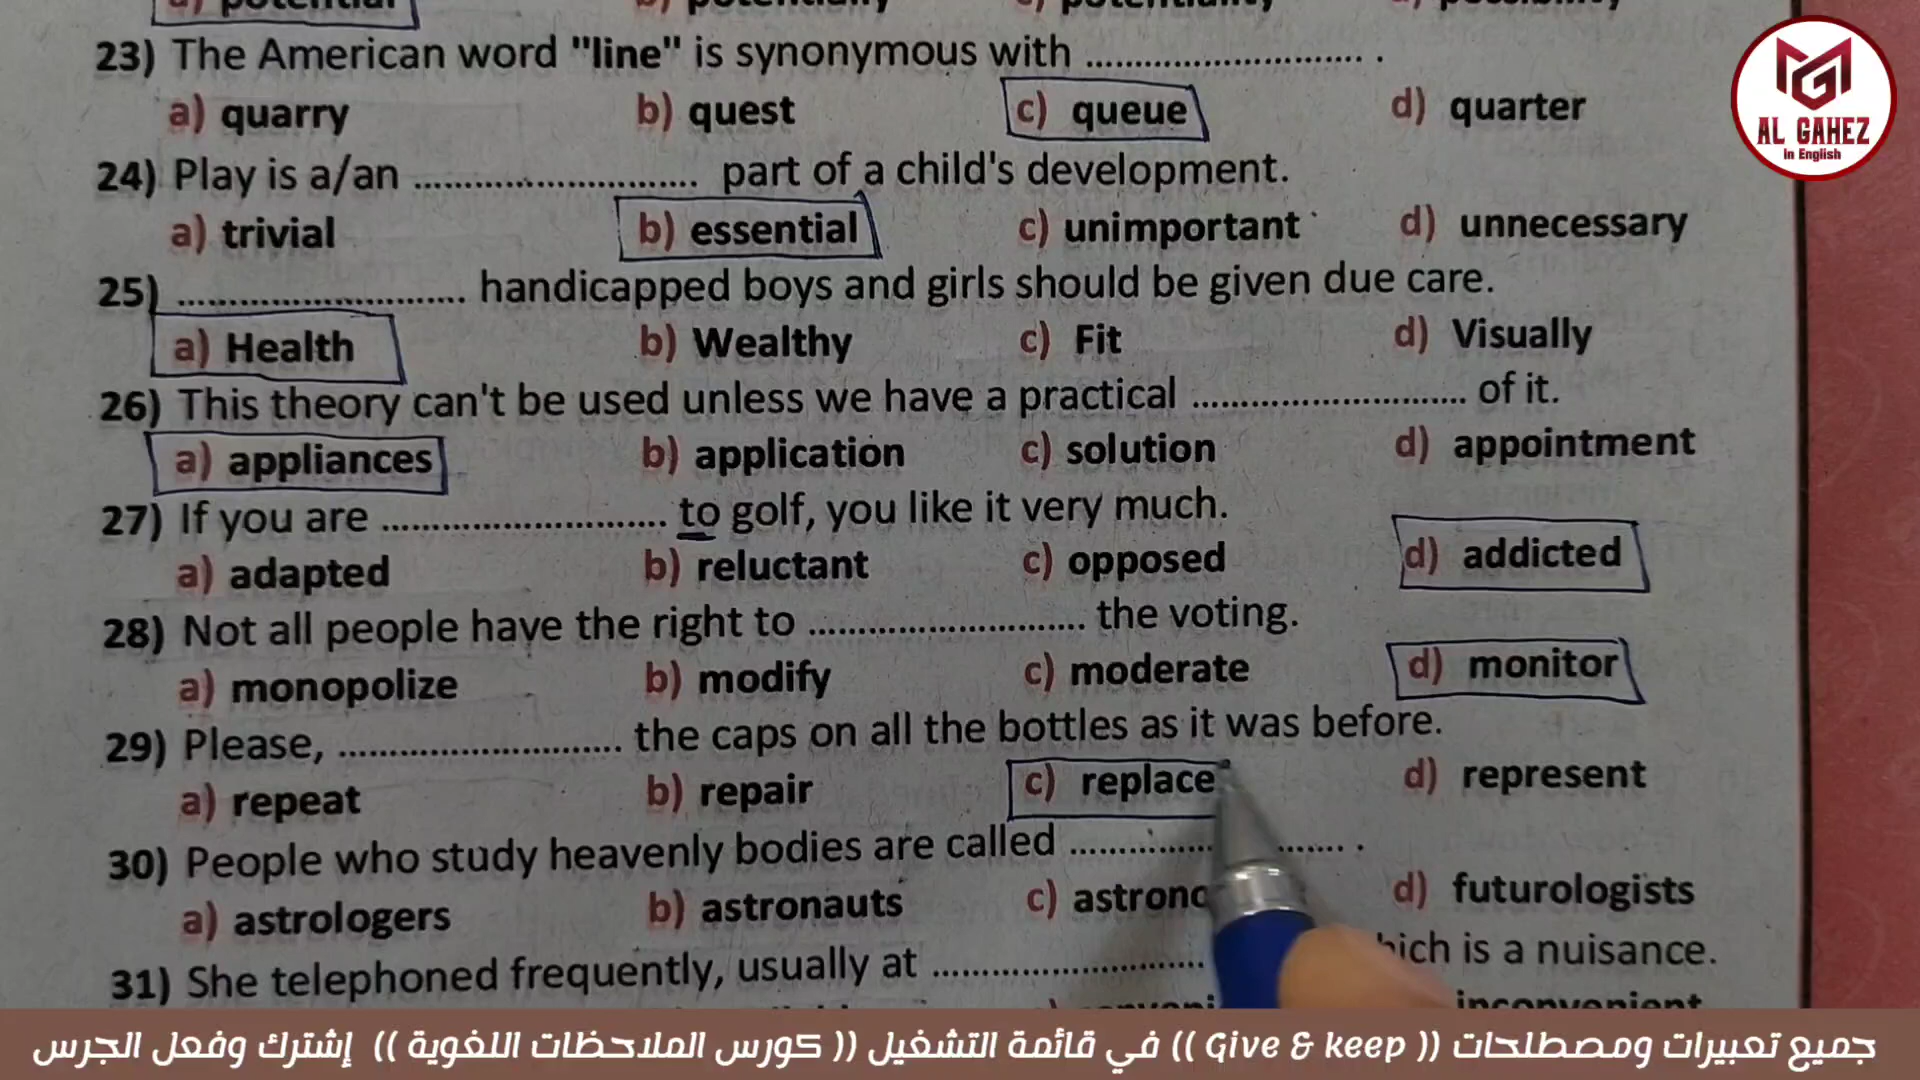 a) potential b) potentially c) potentiality d) possibility
23) The American word "line" is synonymous with ........................... .
a) quarry b) quest c) queue d) quarter
24) Play is a/an ........................... part of a child's development.
a) trivial b) essential c) unimportant d) unnecessary
25) ........................... handicapped boys and girls should be given due care.
a) Health b) Wealthy c) Fit d) Visually
26) This theory can't be used unless we have a practical ........................... of it.
a) appliances b) application c) solution d) appointment
27) If you are ........................... to golf, you like it very much.
a) adapted b) reluctant c) opposed d) addicted
28) Not all people have the right to ........................... the voting.
a) monopolize b) modify c) moderate d) monitor
29) Please, ........................... the caps on all the bottles as it was before.
a) repeat b) repair c) replace d) represent
30) People who study heavenly bodies are called ........................... .
a) astrologers b) astronauts c) d) futurologists
31) She telephoned frequently, usually at ........................... is a nuisance.
inconvenient
AL GAHEZ
In English
جميع تعبيرات ومصطلحات (( Give & keep )) في قائمة التشغيل (( كورس الملاحظات اللغوية )) إشترك وفعل الجرس